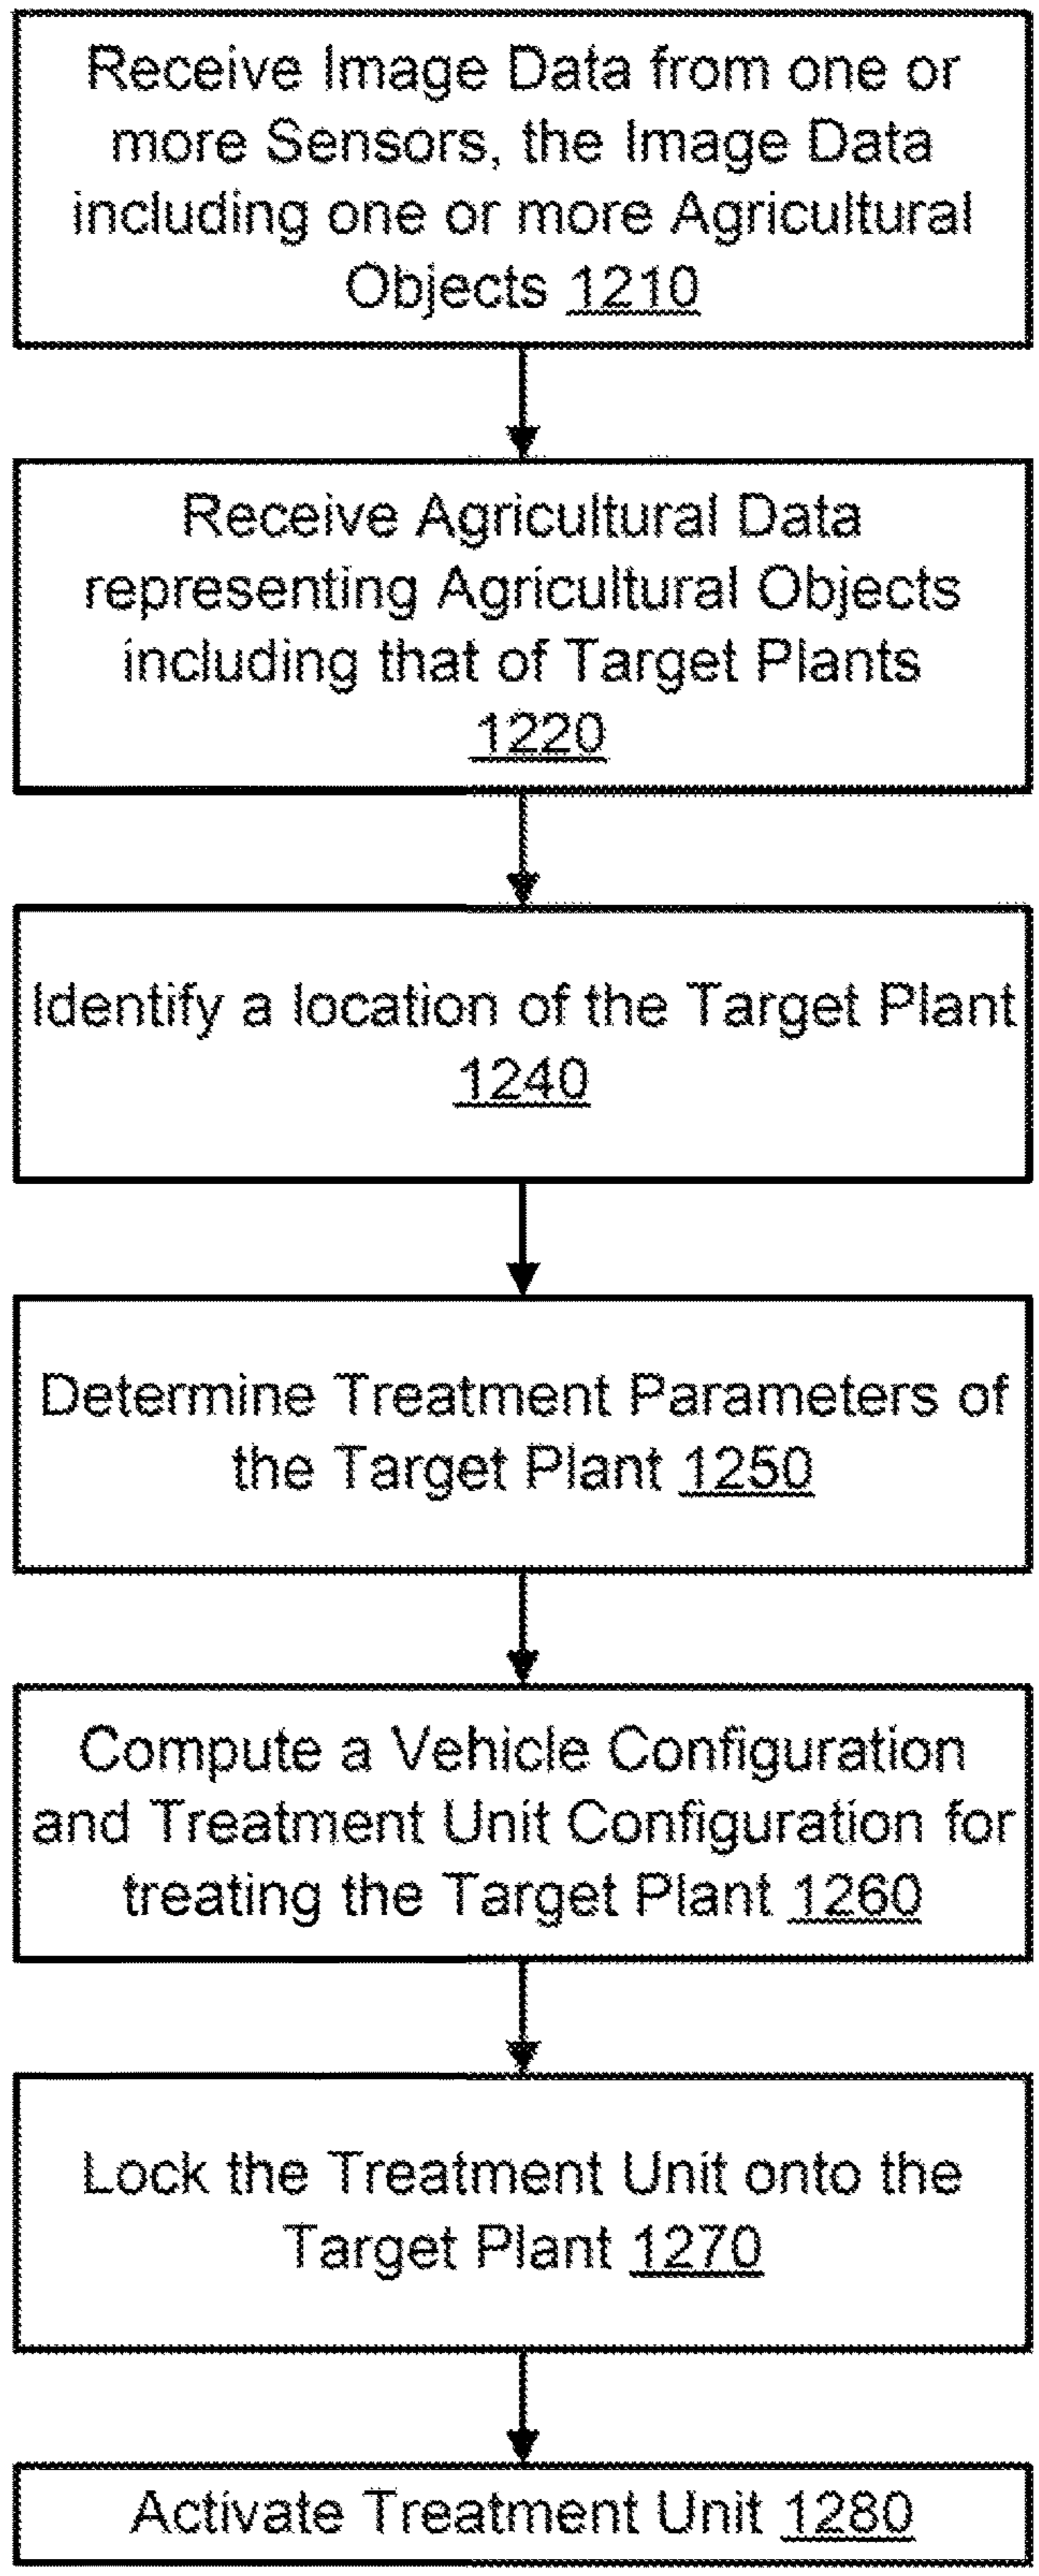 Receive Image Data from one or
more Sensors, the Image Data
including one or more Agricultural
Objects 1210
Receive Agricultural Data
representing Agricultural Objects
including that of Target Plants
1220
Identify a location of the Target Plant
1240
Determine Treatment Parameters of
the Target Plant 1250
Compute a Vehicle Configuration
and Treatment Unit Configuration for
treating the Target Plant 1260
Lock the Treatment Unit onto the
Target Plant 1270
Activate Treatment Unit 1280